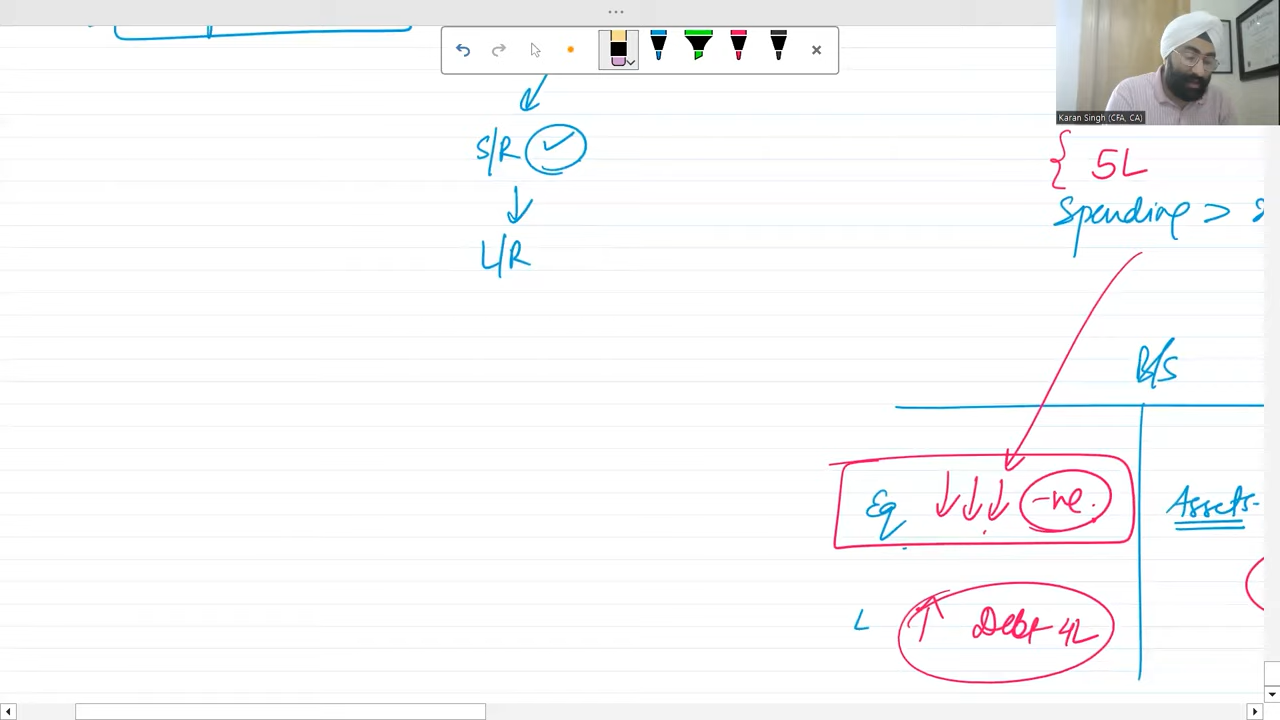 Karan Singh (CFA, CA)
S/R
L/R
{ 5L
Spending >
B/S
Eq ↓↓↓ -ve.
Assets-
L ↑ Debt 4L